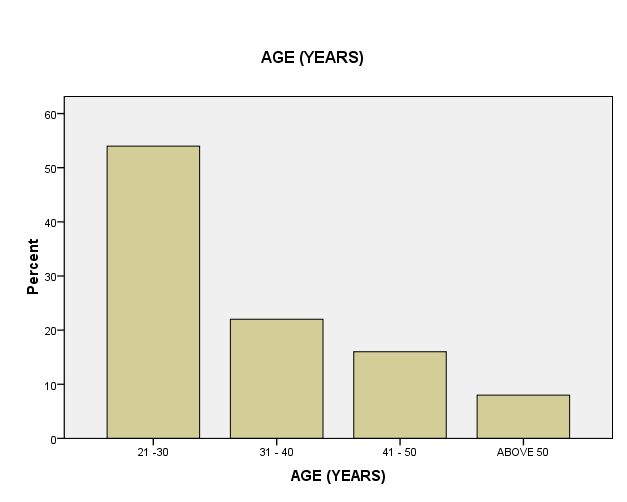 AGE (YEARS)
60
50
40
30
20
10
0
Percent
21 -30
31 - 40
41 - 50
ABOVE 50
AGE (YEARS)